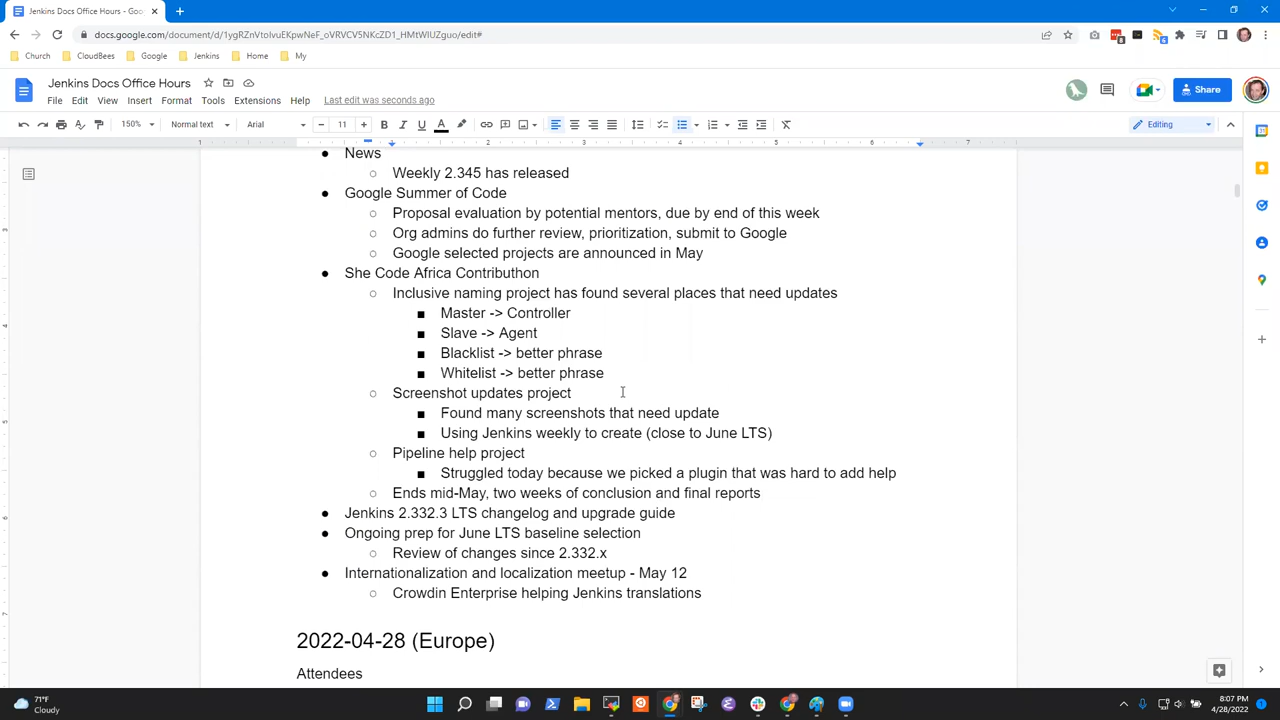 Jenkins Docs Office Hours - Goo
docs.google.com/document/d/1ygRZnVtoIvuEKpwNeF_oVRVCV5NKcZD1_HMtWIUZguo/edit#
Church
CloudBees
Google
Jenkins
Home
My
Jenkins Docs Office Hours
Share
File Edit View Insert Format Tools Extensions Help Last edit was seconds ago
150% Normal text Arial 11 Editing
1 1 2 3 4 5 6 7
News
Weekly 2.345 has released
Google Summer of Code
Proposal evaluation by potential mentors, due by end of this week
Org admins do further review, prioritization, submit to Google
Google selected projects are announced in May
She Code Africa Contributhon
Inclusive naming project has found several places that need updates
Master -> Controller
Slave -> Agent
Blacklist -> better phrase
Whitelist -> better phrase
Screenshot updates project
Found many screenshots that need update
Using Jenkins weekly to create (close to June LTS)
Pipeline help project
Struggled today because we picked a plugin that was hard to add help
Ends mid-May, two weeks of conclusion and final reports
Jenkins 2.332.3 LTS changelog and upgrade guide
Ongoing prep for June LTS baseline selection
Review of changes since 2.332.x
Internationalization and localization meetup - May 12
Crowdin Enterprise helping Jenkins translations
2022-04-28 (Europe)
Attendees
71°F
Cloudy
8:07 PM
4/28/2022